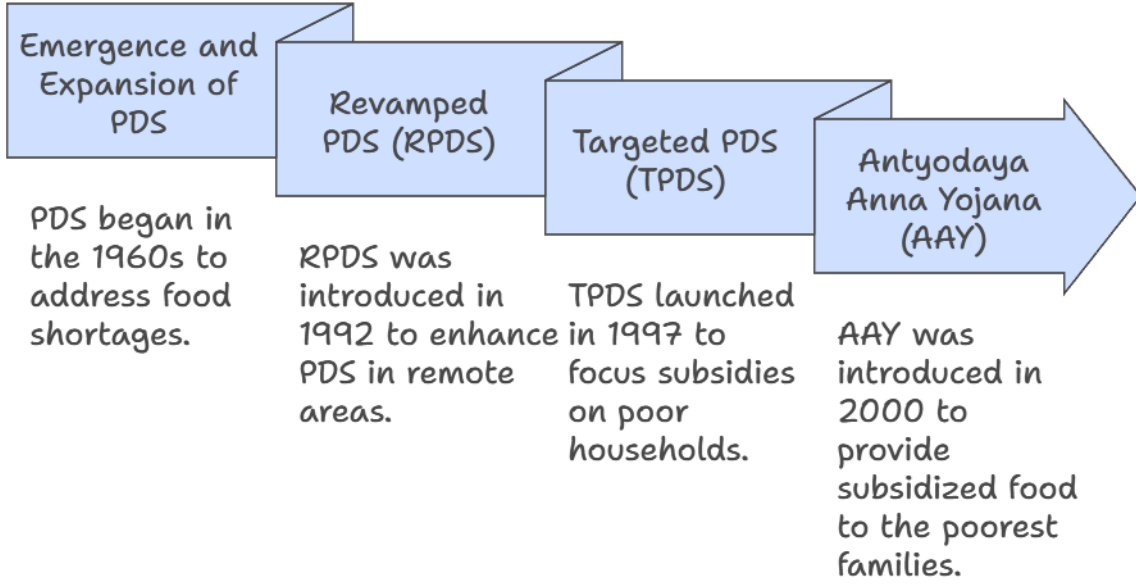 Emergence and
Expansion of
PDS
PDS began in
the 1960s to
address food
shortages.
Revamped
PDS (RPDS)
RPDS was
introduced in
1992 to enhance
PDS in remote
areas.
Targeted PDS
(TPDS)
TPDS launched
in 1997 to
focus subsidies
on poor
households.
Antyodaya
Anna Yojana
(AAY)
AAY was
introduced in
2000 to
provide
subsidized food
to the poorest
families.